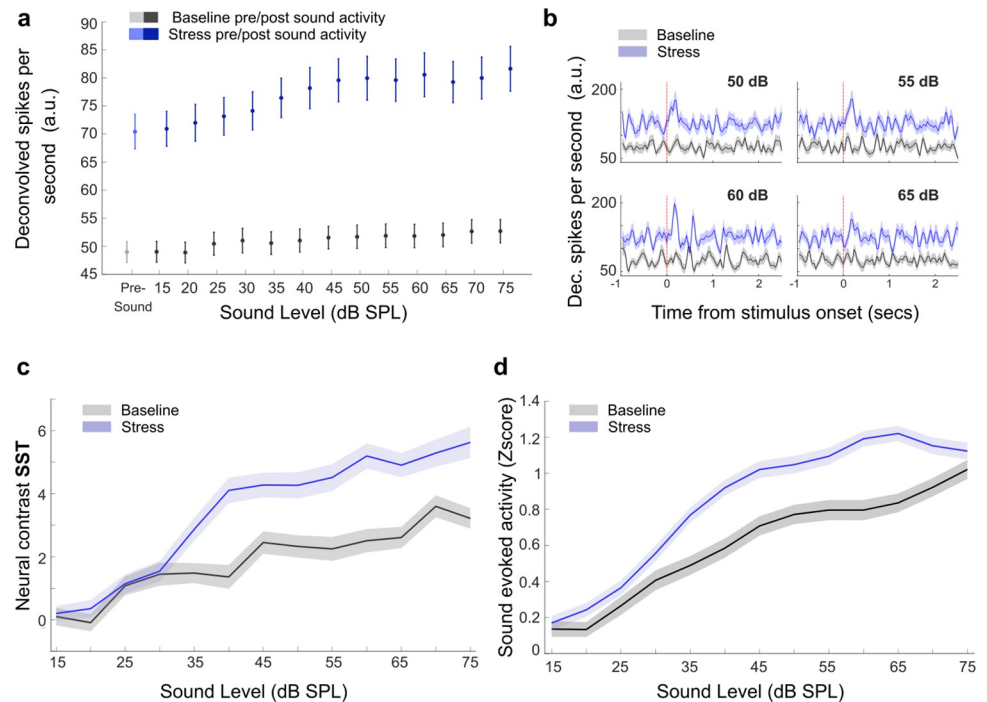 a
Baseline pre/post sound activity
Stress pre/post sound activity
Deconvolved spikes per
second (a.u.)
90
85
80
75
70
65
60
55
50
45
Pre-
Sound
15 20 25 30 35 40 45 50 55 60 65 70 75
Sound Level (dB SPL)
b
Baseline
Stress
Dec. spikes per second (a.u.)
50 dB
55 dB
200
50
60 dB
65 dB
200
50
-1 0 1 2 -1 0 1 2
Time from stimulus onset (secs)
c
Baseline
Stress
Neural contrast SST
6
4
2
0
15 25 35 45 55 65 75
Sound Level (dB SPL)
d
Baseline
Stress
Sound evoked activity (Zscore)
1.4
1.2
1
0.8
0.6
0.4
0.2
0
15 25 35 45 55 65 75
Sound Level (dB SPL)